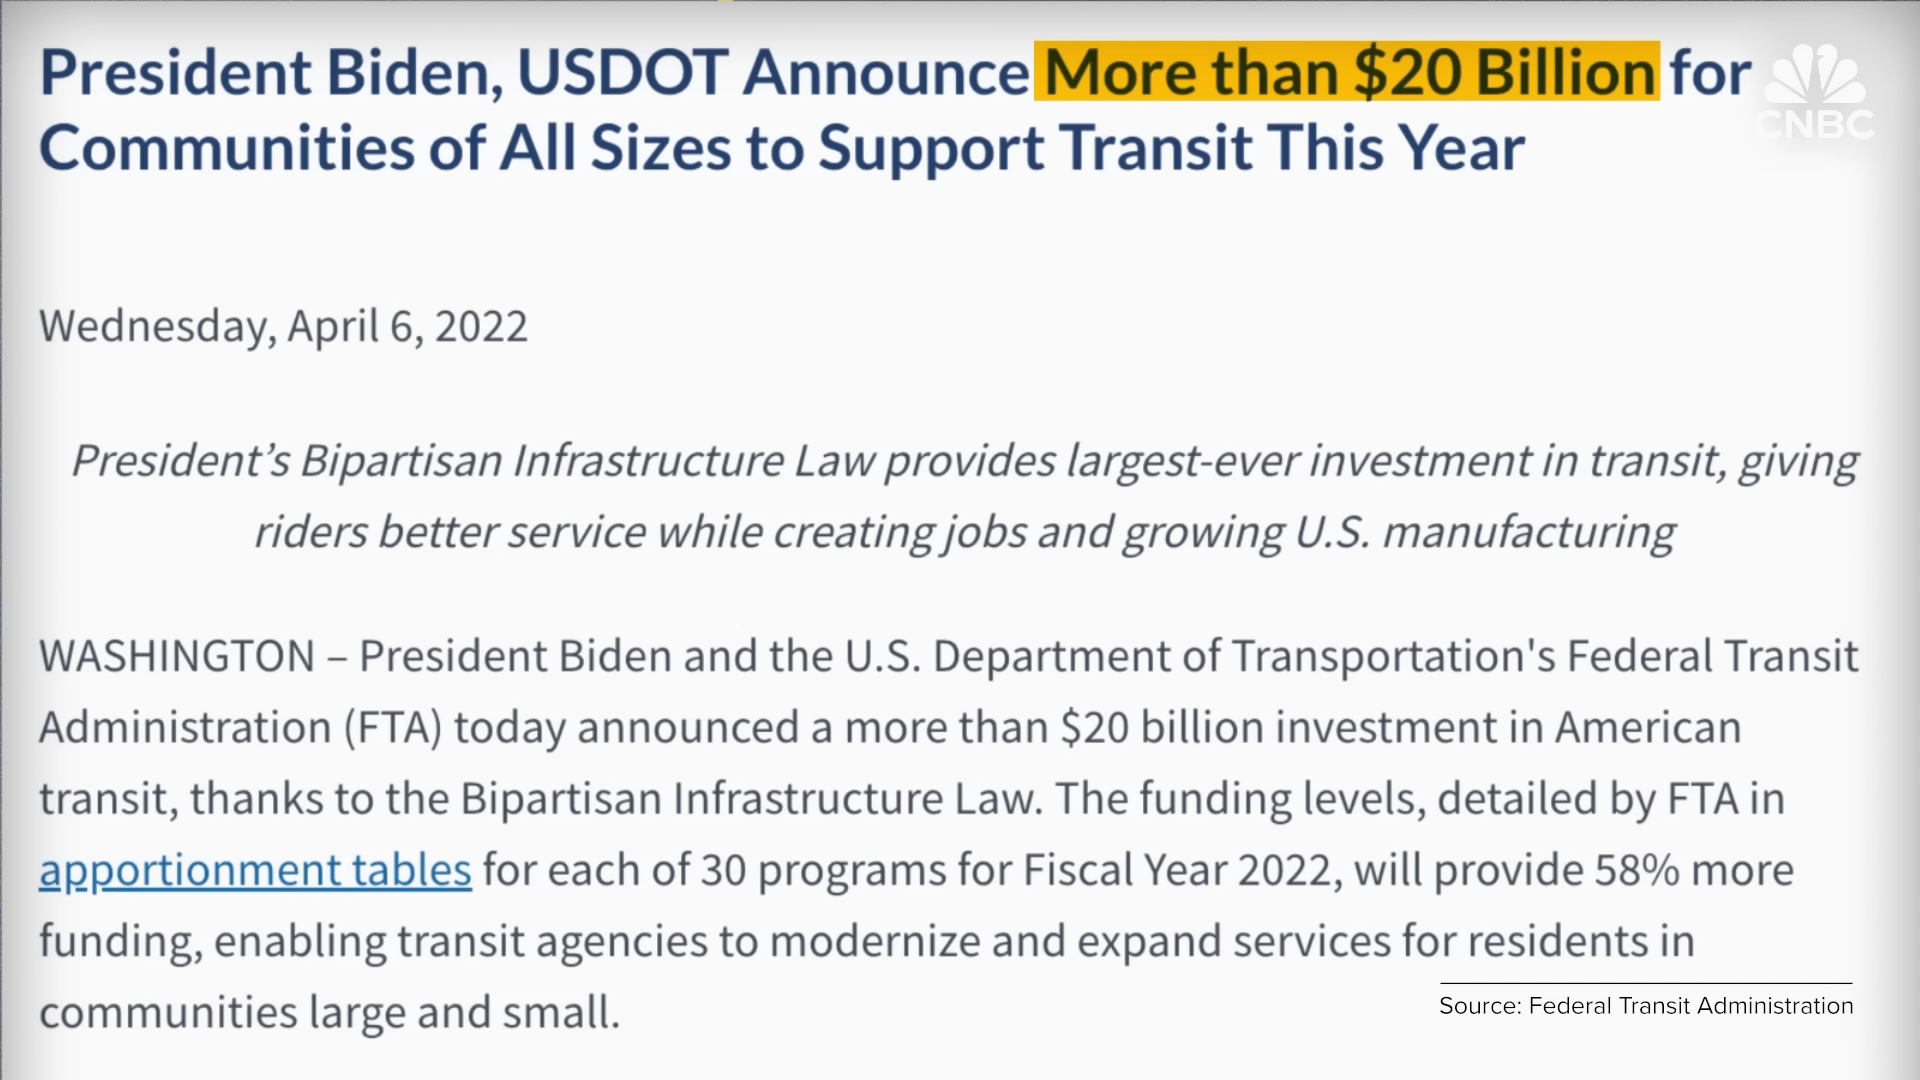 President Biden, USDOT Announce More than $20 Billion for
Communities of All Sizes to Support Transit This Year
CNBC
Wednesday, April 6, 2022
President’s Bipartisan Infrastructure Law provides largest-ever investment in transit, giving
riders better service while creating jobs and growing U.S. manufacturing
WASHINGTON – President Biden and the U.S. Department of Transportation's Federal Transit
Administration (FTA) today announced a more than $20 billion investment in American
transit, thanks to the Bipartisan Infrastructure Law. The funding levels, detailed by FTA in
apportionment tables for each of 30 programs for Fiscal Year 2022, will provide 58% more
funding, enabling transit agencies to modernize and expand services for residents in
communities large and small.
Source: Federal Transit Administration